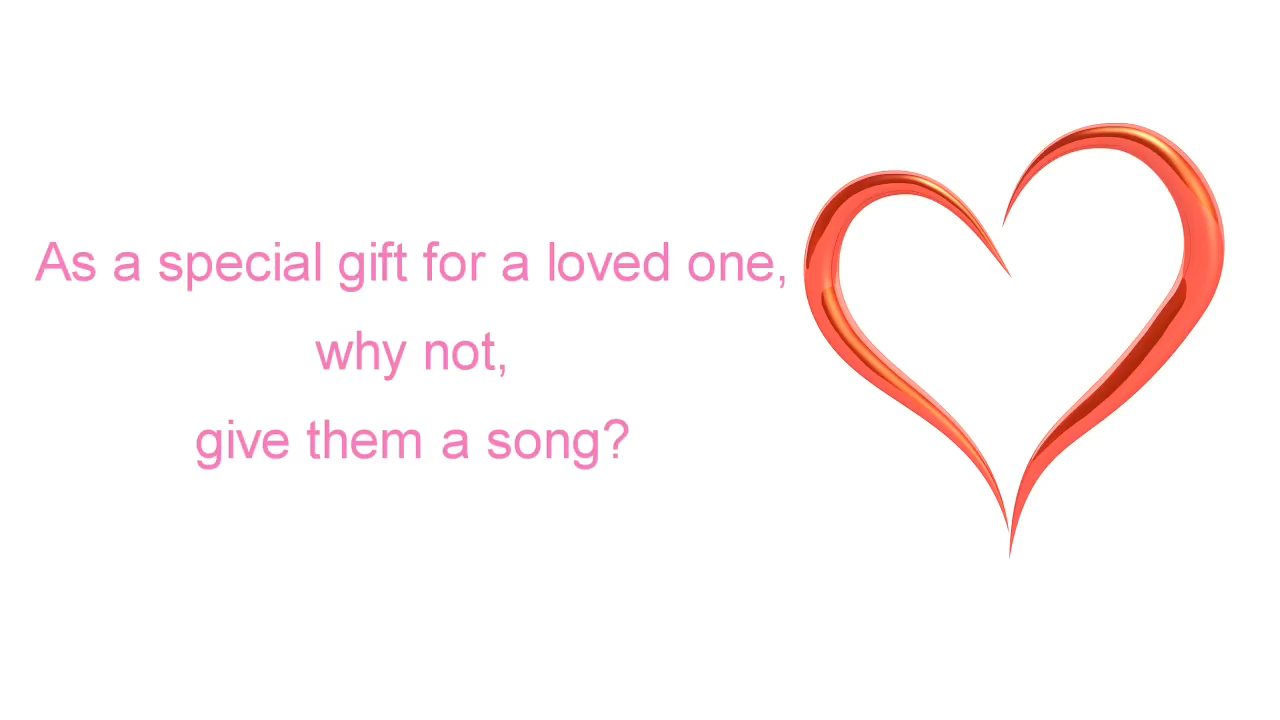 As a special gift for a loved one,
why not,
give them a song?